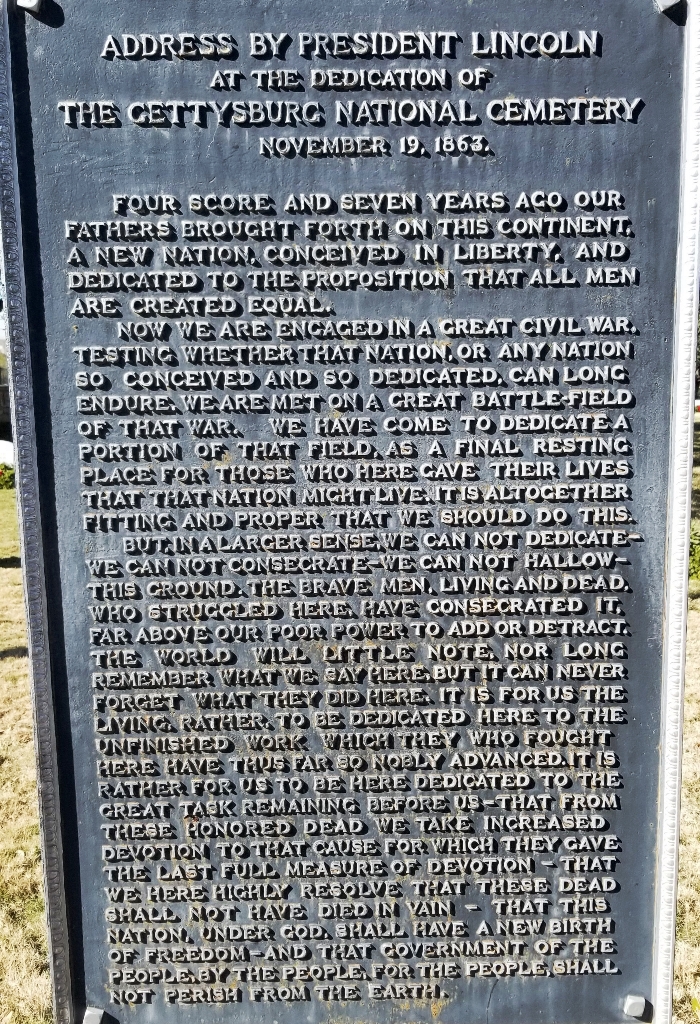 ADDRESS BY PRESIDENT LINCOLN
AT THE DEDICATION OF
THE GETTYSBURG NATIONAL CEMETERY
NOVEMBER 19, 1863.
FOUR SCORE AND SEVEN YEARS AGO OUR
FATHERS BROUGHT FORTH ON THIS CONTINENT,
A NEW NATION, CONCEIVED IN LIBERTY, AND
DEDICATED TO THE PROPOSITION THAT ALL MEN
ARE CREATED EQUAL.
NOW WE ARE ENGAGED IN A GREAT CIVIL WAR,
TESTING WHETHER THAT NATION, OR ANY NATION
SO CONCEIVED AND SO DEDICATED, CAN LONG
ENDURE. WE ARE MET ON A GREAT BATTLE-FIELD
OF THAT WAR. WE HAVE COME TO DEDICATE A
PORTION OF THAT FIELD, AS A FINAL RESTING
PLACE FOR THOSE WHO HERE GAVE THEIR LIVES
THAT THAT NATION MIGHT LIVE. IT IS ALTOGETHER
FITTING AND PROPER THAT WE SHOULD DO THIS.
BUT, IN A LARGER SENSE, WE CAN NOT DEDICATE—
WE CAN NOT CONSECRATE—WE CAN NOT HALLOW—
THIS GROUND. THE BRAVE MEN, LIVING AND DEAD,
WHO STRUGGLED HERE, HAVE CONSECRATED IT,
FAR ABOVE OUR POOR POWER TO ADD OR DETRACT.
THE WORLD WILL LITTLE NOTE, NOR LONG
REMEMBER WHAT WE SAY HERE, BUT IT CAN NEVER
FORGET WHAT THEY DID HERE. IT IS FOR US THE
LIVING, RATHER, TO BE DEDICATED HERE TO THE
UNFINISHED WORK WHICH THEY WHO FOUGHT
HERE HAVE THUS FAR SO NOBLY ADVANCED. IT IS
RATHER FOR US TO BE HERE DEDICATED TO THE
GREAT TASK REMAINING BEFORE US—THAT FROM
THESE HONORED DEAD WE TAKE INCREASED
DEVOTION TO THAT CAUSE FOR WHICH THEY GAVE
THE LAST FULL MEASURE OF DEVOTION — THAT
WE HERE HIGHLY RESOLVE THAT THESE DEAD
SHALL NOT HAVE DIED IN VAIN — THAT THIS
NATION, UNDER GOD, SHALL HAVE A NEW BIRTH
OF FREEDOM—AND THAT GOVERNMENT OF THE
PEOPLE, BY THE PEOPLE, FOR THE PEOPLE, SHALL
NOT PERISH FROM THE EARTH.